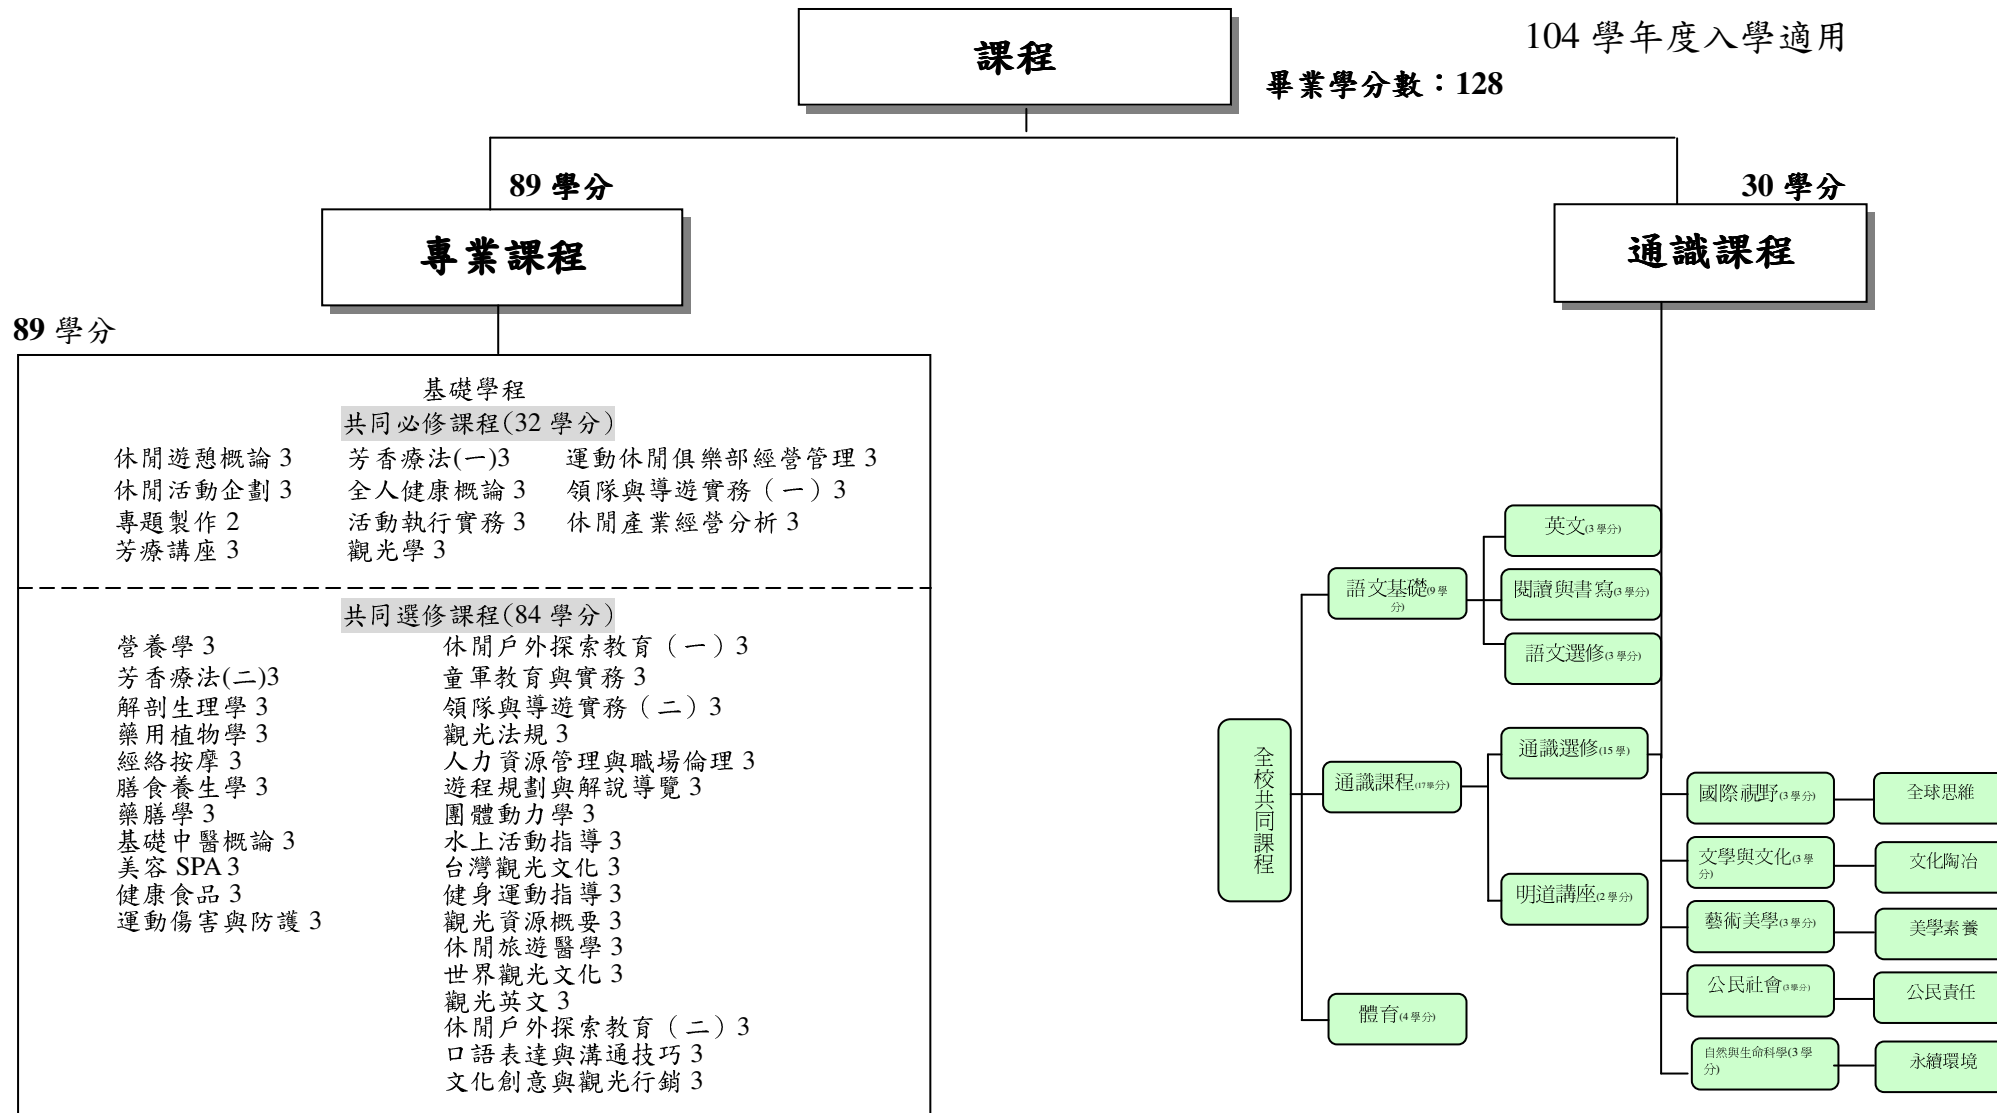 104 學年度入學適用
課程
畢業學分數：128
89 學分
30 學分
專業課程
通識課程
89 學分
基礎學程
共同必修課程(32 學分)
休閒遊憩概論 3 芳香療法(一)3 運動休閒俱樂部經營管理 3
休閒活動企劃 3 全人健康概論 3 領隊與導遊實務（一）3
專題製作 2 活動執行實務 3 休閒產業經營分析 3
芳療講座 3 觀光學 3
共同選修課程(84 學分)
營養學 3 休閒戶外探索教育（一）3
芳香療法(二)3 童軍教育與實務 3
解剖生理學 3 領隊與導遊實務（二）3
藥用植物學 3 觀光法規 3
經絡按摩 3 人力資源管理與職場倫理 3
膳食養生學 3 遊程規劃與解說導覽 3
藥膳學 3 團體動力學 3
基礎中醫概論 3 水上活動指導 3
美容 SPA 3 台灣觀光文化 3
健康食品 3 健身運動指導 3
運動傷害與防護 3 觀光資源概要 3
休閒旅遊醫學 3
世界觀光文化 3
觀光英文 3
休閒戶外探索教育（二）3
口語表達與溝通技巧 3
文化創意與觀光行銷 3
全校共同課程
語文基礎(9 學
分)
英文(3 學分)
閱讀與書寫(3 學分)
語文選修(3 學分)
通識課程(17學分)
通識選修(15 學)
明道講座(2 學分)
體育(4 學分)
國際視野(3 學分)
全球思維
文學與文化(3 學
分)
文化陶冶
藝術美學(3 學分)
美學素養
公民社會(3學分)
公民責任
自然與生命科學(3 學
分)
永續環境